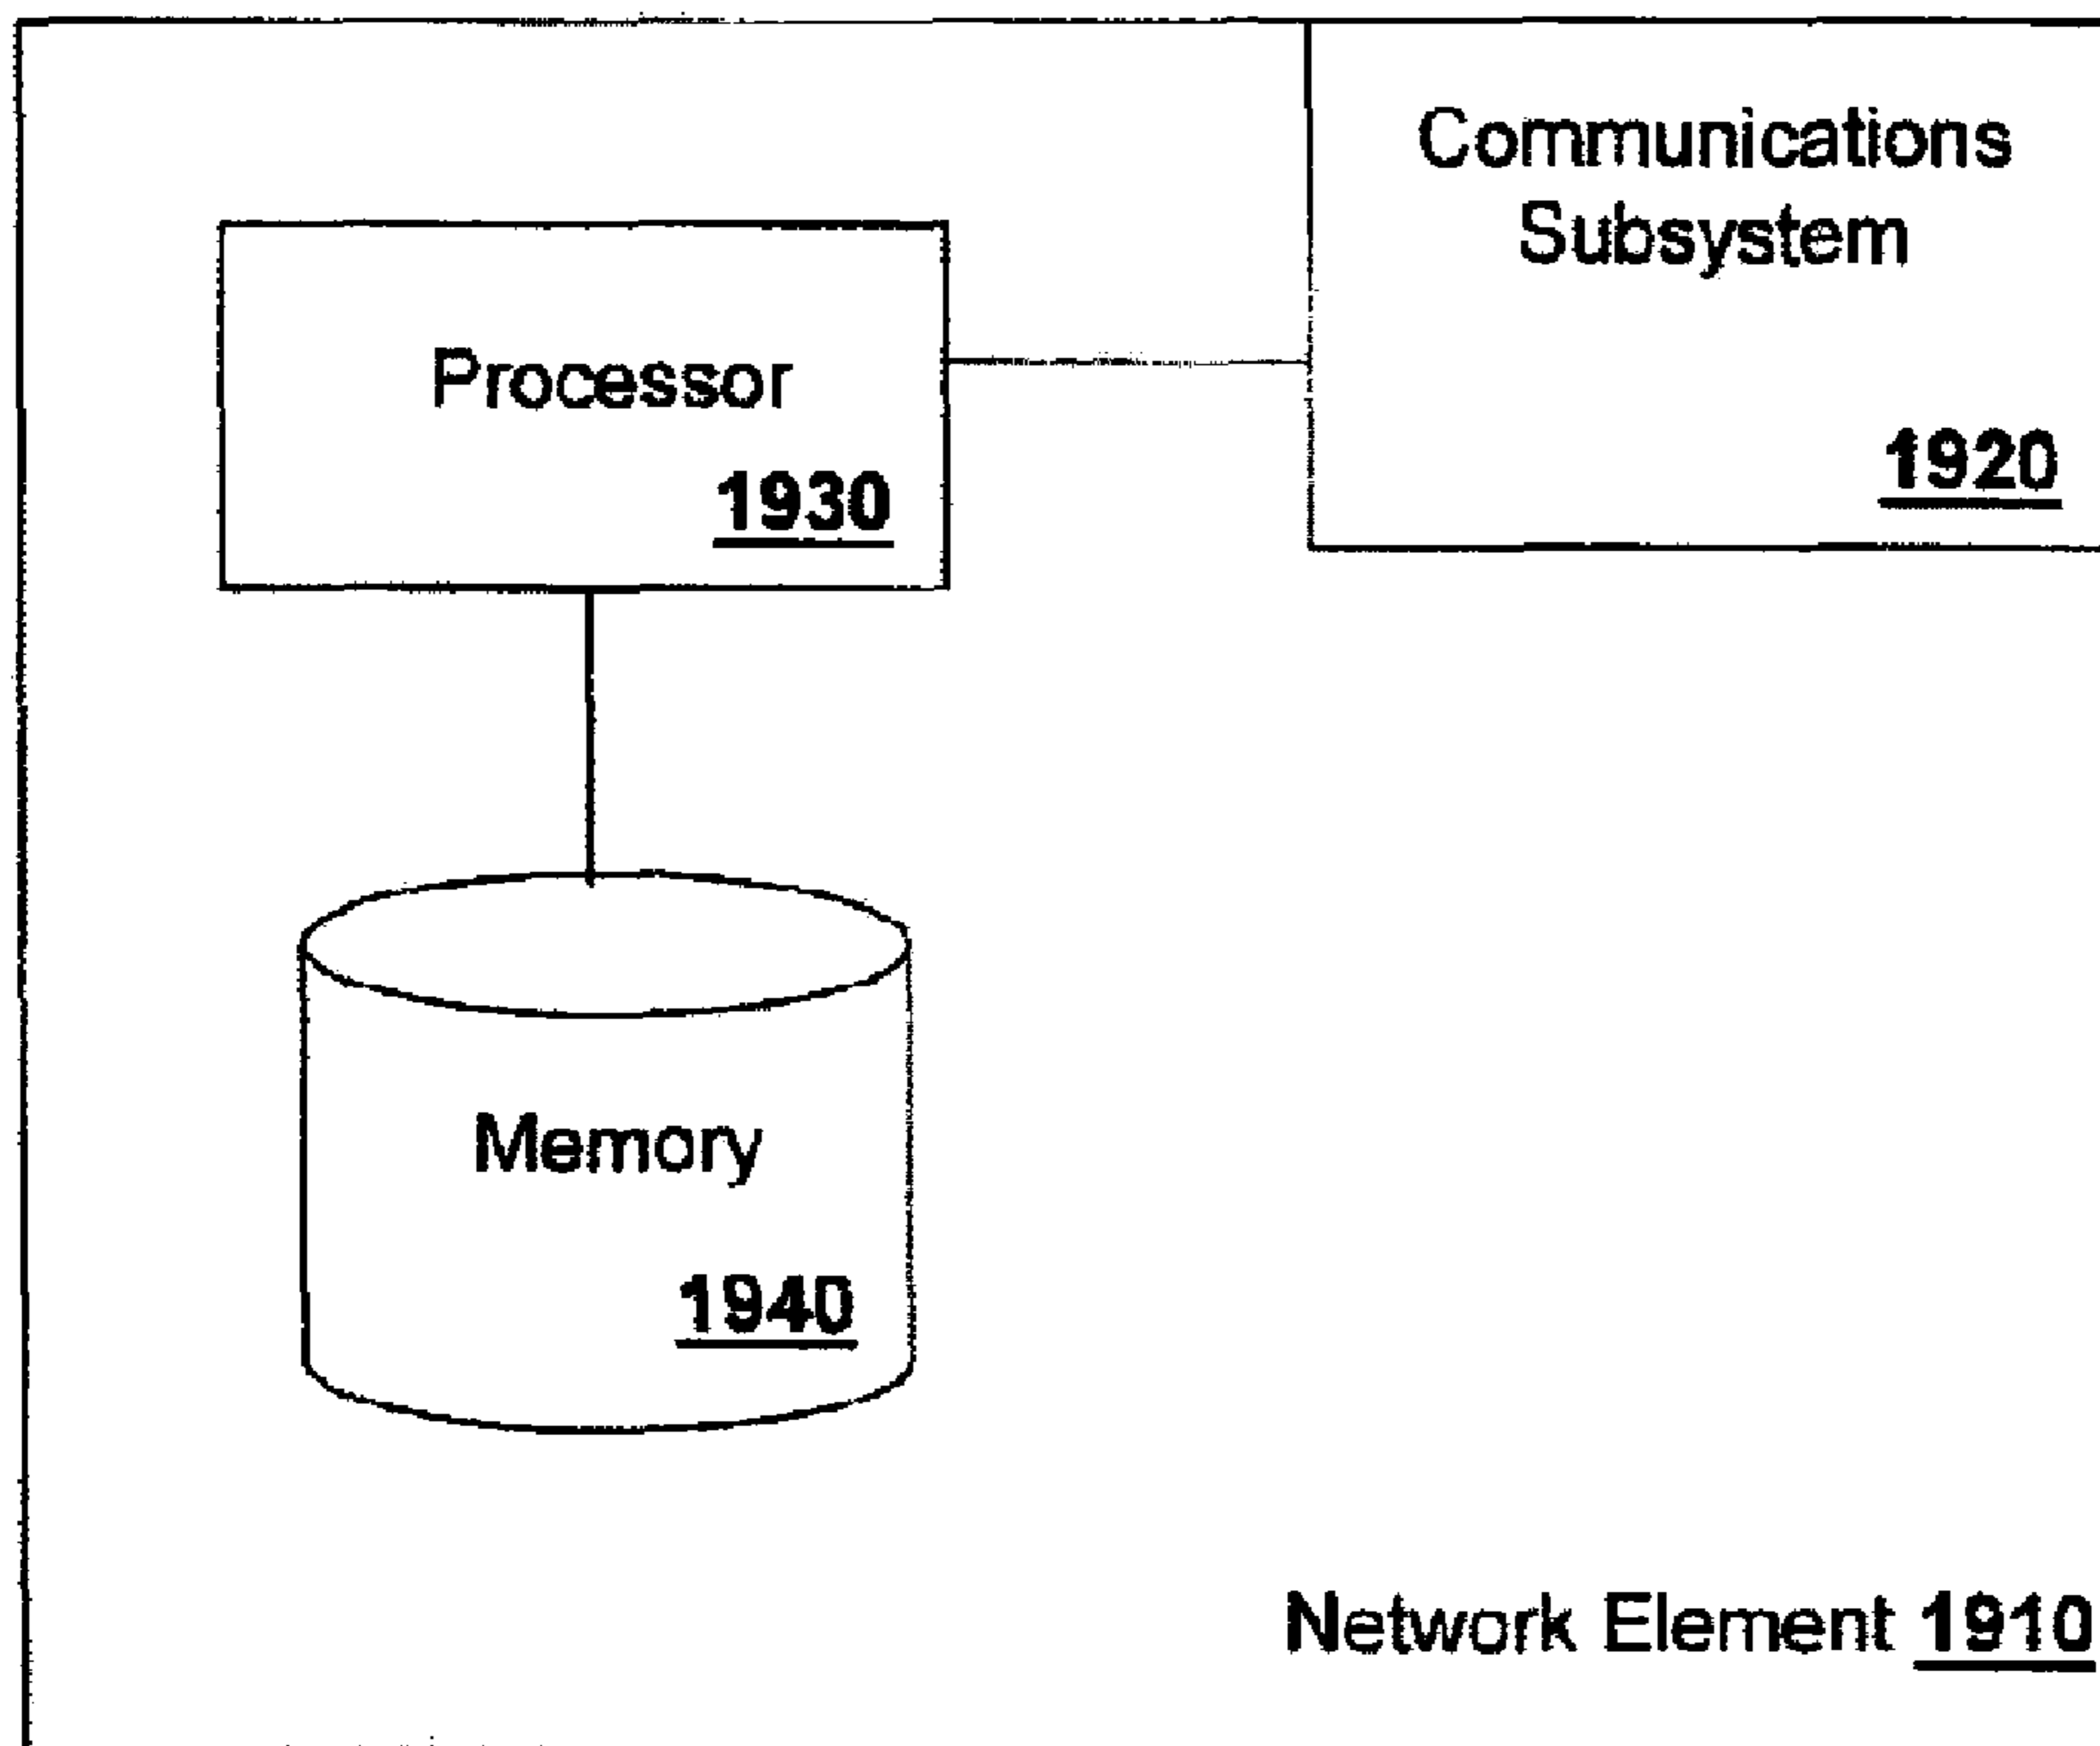 Communications
Subsystem
1920
Processor
1930
Memory
1940
Network Element 1910